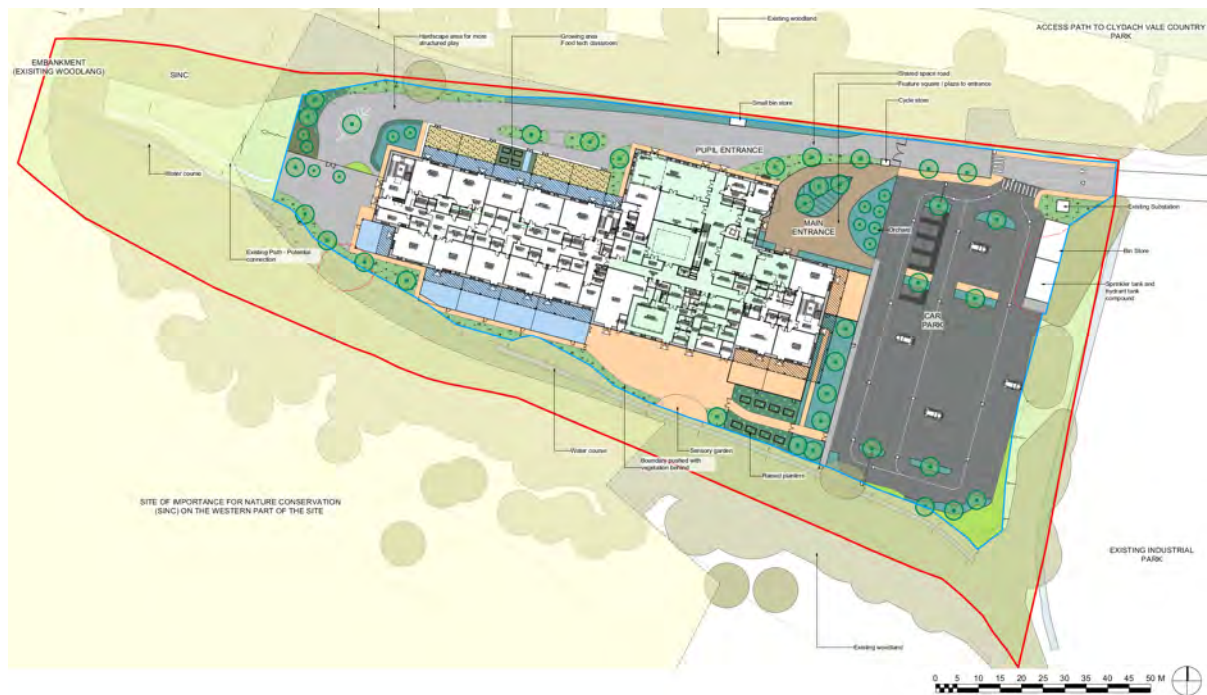 Existing woodland
ACCESS PATH TO CLYDACH VALE COUNTRY
PARK
Hardscape area for more
structured play
Growing area
Food tech classroom
Shared space road
Feature square / plaza to entrance
EMBANKMENT
(EXISITING WOODLANG)
SINC
Small bin store
Cycle store
PUPIL ENTRANCE
Water course
Existing Substation
MAIN
ENTRANCE
Orchard
Existing Path - Potential
connection
Bin Store
Sprinkler tank and
hydrant tank
compound
CAR
PARK
Water course
Boundary pushed with
vegetation behind
Sensory garden
Raised planters
SITE OF IMPORTANCE FOR NATURE CONSERVATION
(SINC) ON THE WESTERN PART OF THE SITE
EXISTING INDUSTRIAL
PARK
Existing woodland
0 5 10 15 20 25 30 35 40 45 50 M